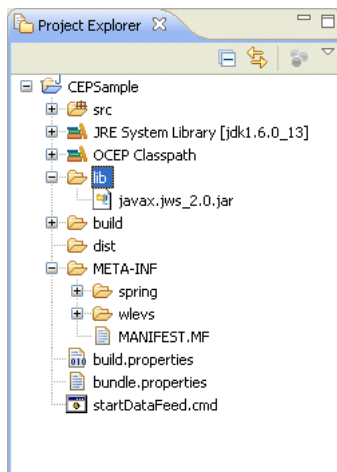 Project Explorer
CEPSample
src
JRE System Library [jdk1.6.0_13]
OCEP Classpath
lib
javax.jws_2.0.jar
build
dist
META-INF
spring
wlevs
MANIFEST.MF
build.properties
bundle.properties
startDataFeed.cmd